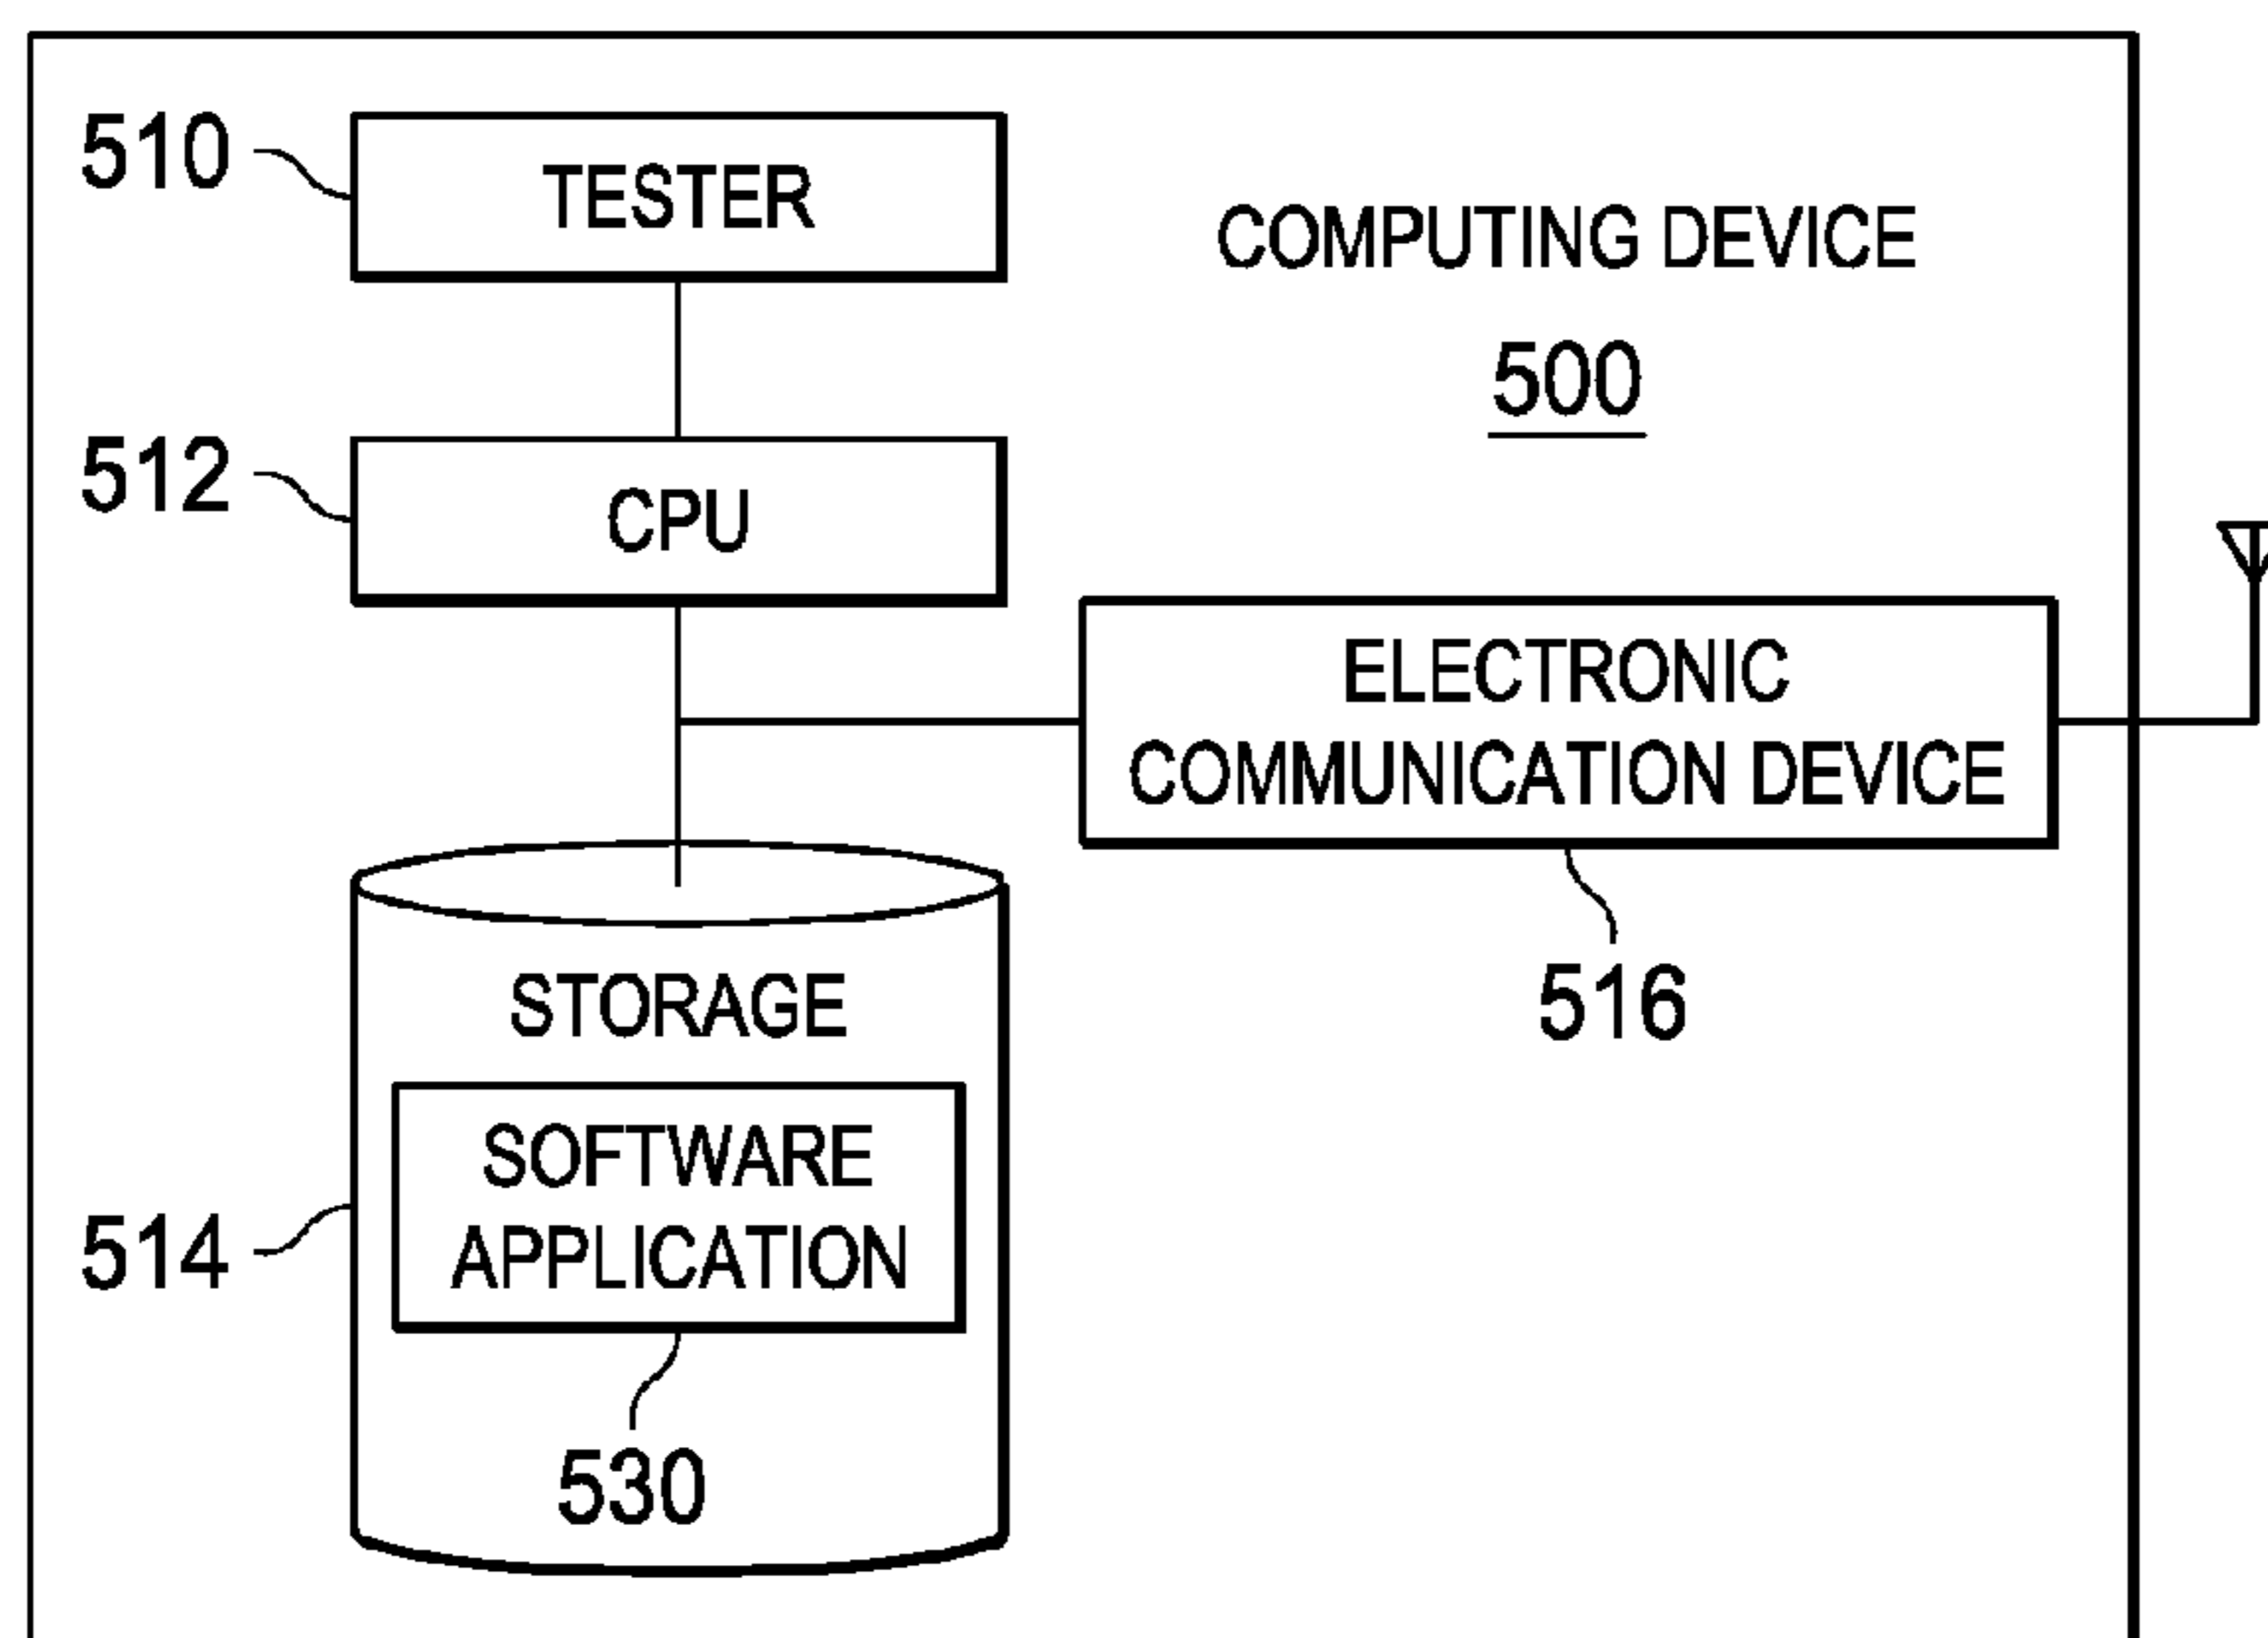 510
TESTER
COMPUTING DEVICE
500
512
CPU
ELECTRONIC
COMMUNICATION DEVICE
516
STORAGE
SOFTWARE
APPLICATION
514
530